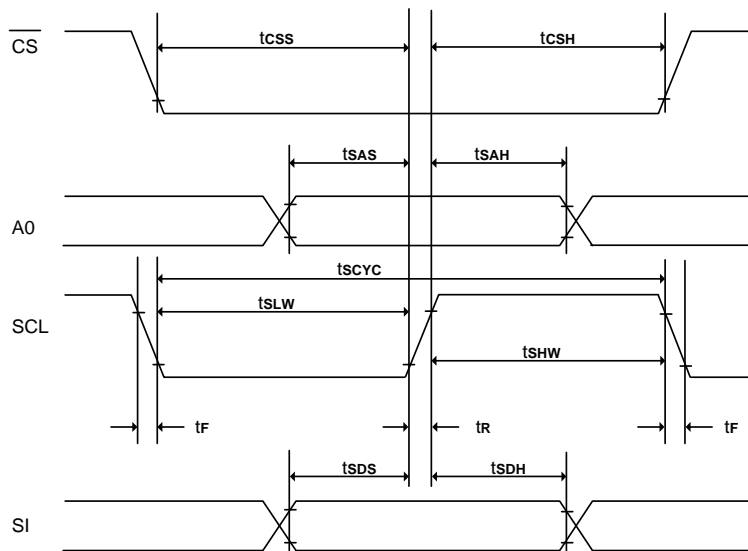 CS
tCSS
tCSH
tSAS
tSAH
A0
tSCYC
tSLW
SCL
tSHW
tF
tR
tF
tSDS
tSDH
SI